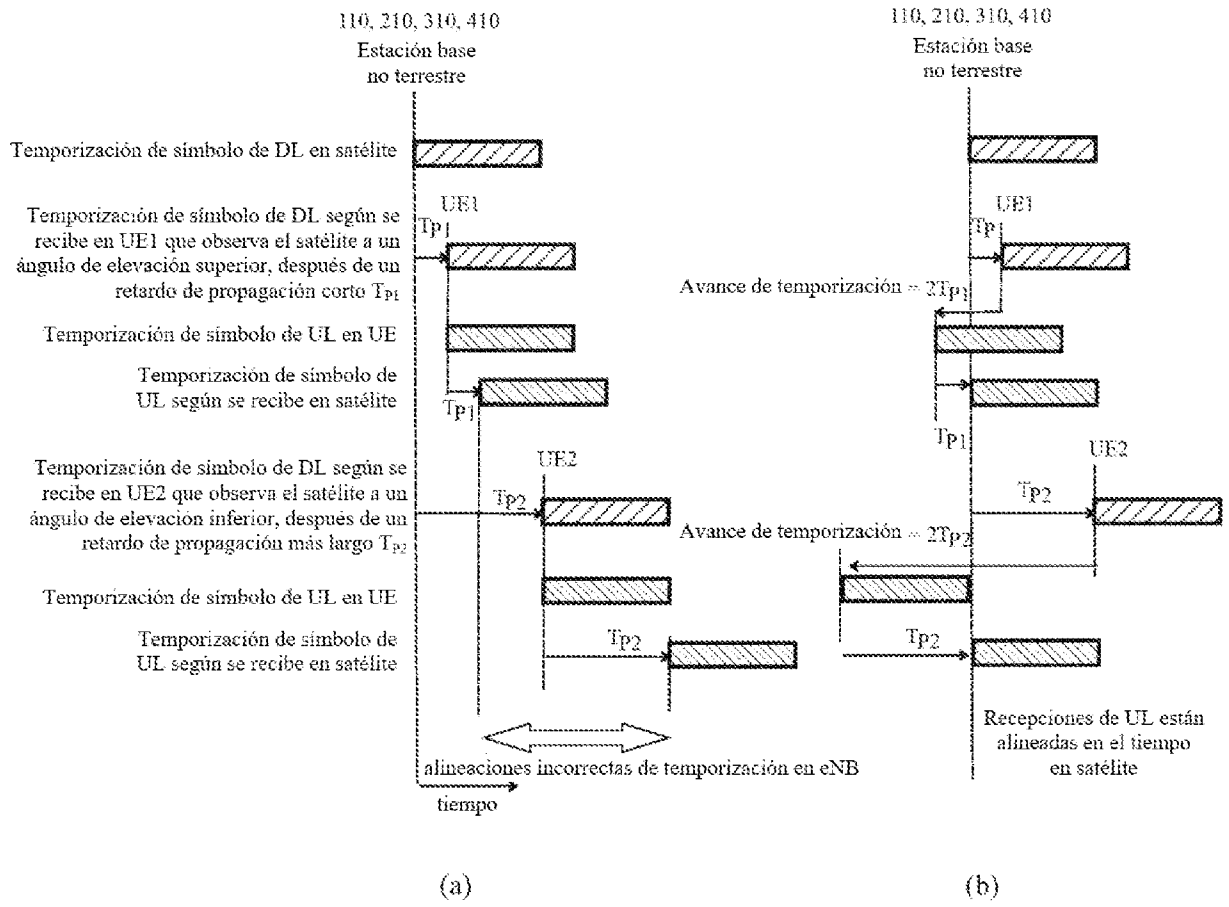 110, 210, 310, 410
Estación base
no terrestre
Temporización de símbolo de DL en satélite
Temporización de símbolo de DL según se
recibe en UE1 que observa el satélite a un
ángulo de elevación superior, después de un
retardo de propagación corto TP1
UE1
TP1
Temporización de símbolo de UL en UE
Temporización de símbolo de
UL según se recibe en satélite
TP1
Temporización de símbolo de DL según se
recibe en UE2 que observa el satélite a un
ángulo de elevación inferior, después de un
retardo de propagación más largo TP2
UE2
TP2
Temporización de símbolo de UL en UE
Temporización de símbolo de
UL según se recibe en satélite
TP2
alineaciones incorrectas de temporización en eNB
tiempo
(a)
110, 210, 310, 410
Estación base
no terrestre
UE1
TP
Avance de temporización = 2TP1
TP1
UE2
TP2
Avance de temporización = 2TP2
TP2
Recepciones de UL están
alineadas en el tiempo
en satélite
(b)